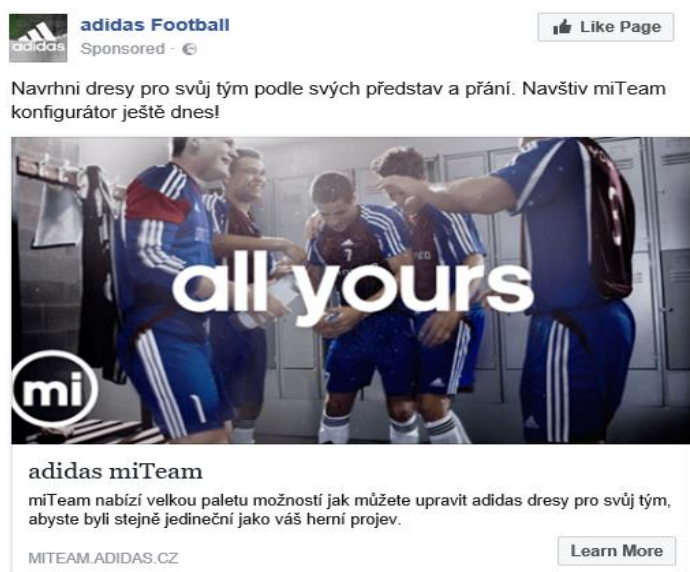 adidas Football
Like Page
adidas
Sponsored ·
Navrhni dresy pro svůj tým podle svých představ a přání. Navštiv miTeam
konfigurátor ještě dnes!
7
all yours
mi
adidas miTeam
miTeam nabízí velkou paletu možností jak můžete upravit adidas dresy pro svůj tým,
abyste byli stejně jedineční jako váš herní projev.
MITEAM.ADIDAS.CZ
Learn More